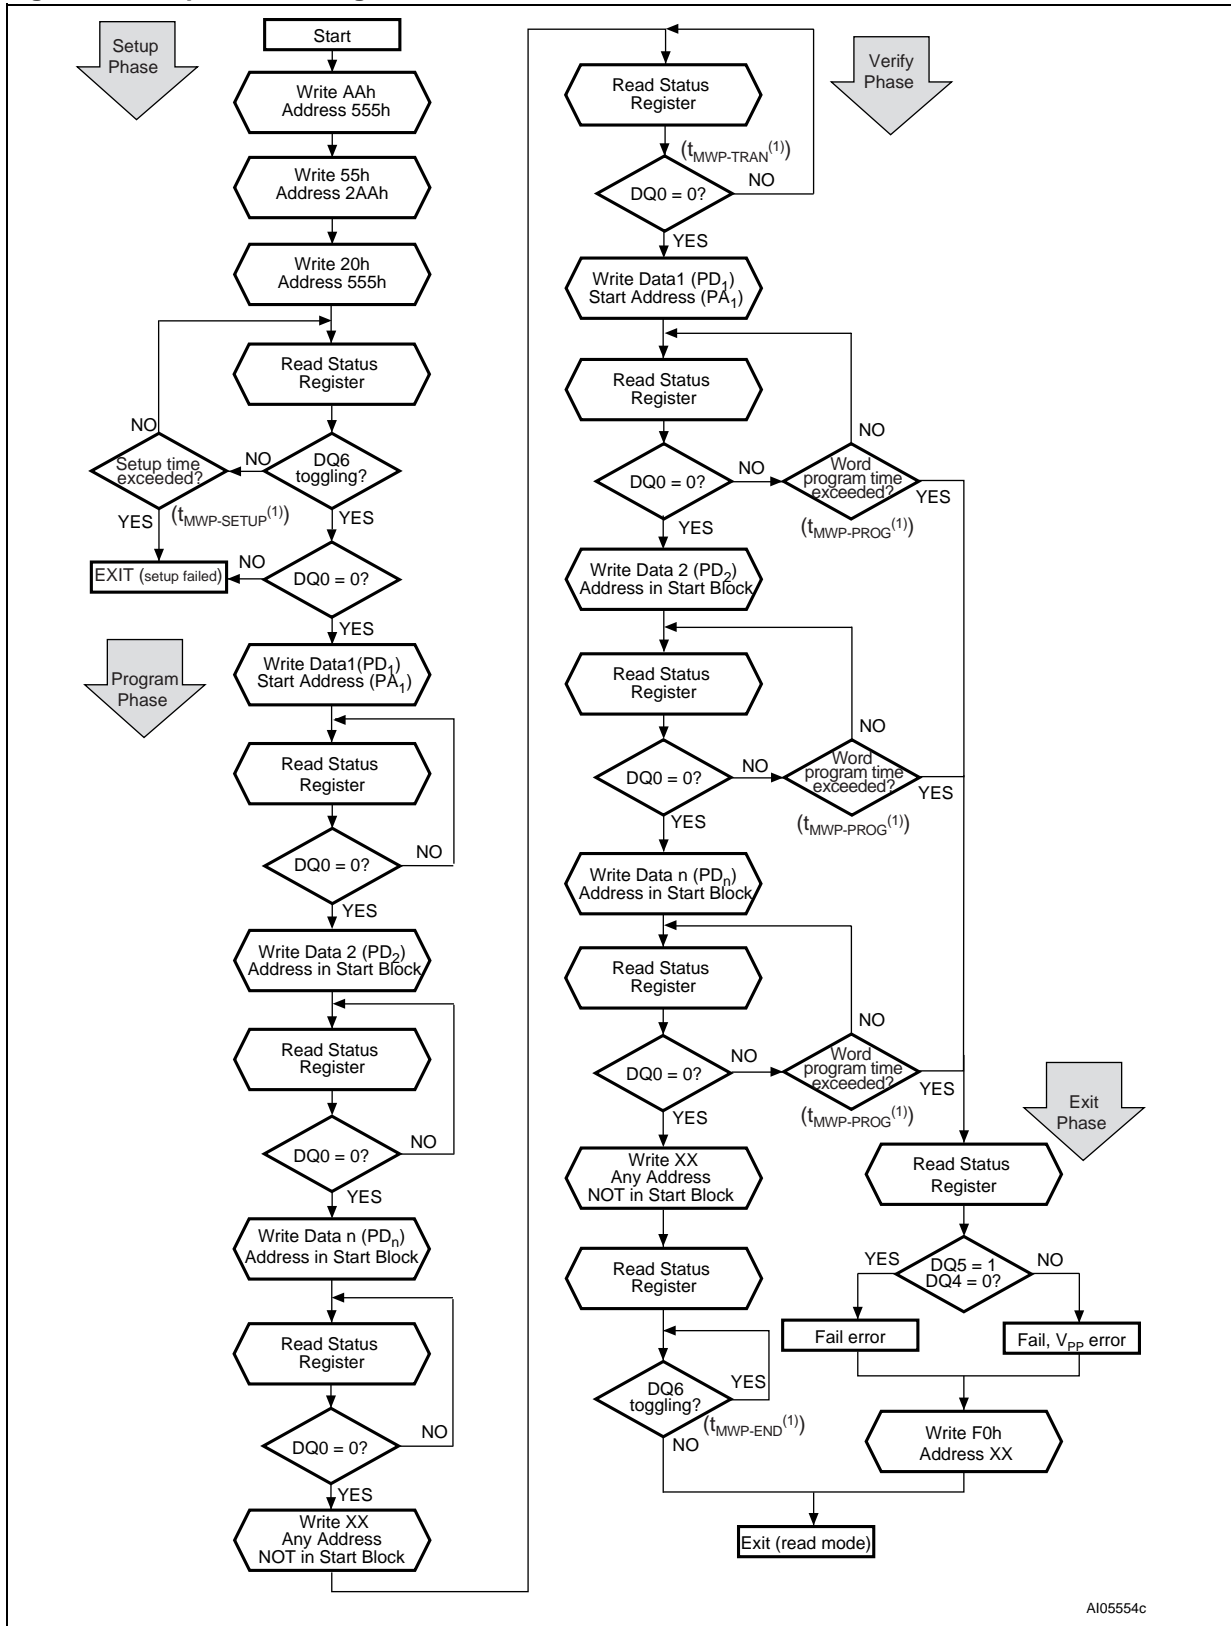 Setup
Phase
Start
Write AAh
Address 555h
Write 55h
Address 2AAh
Write 20h
Address 555h
Read Status
Register
NO
Setup time
exceeded?
NO
DQ6
toggling?
YES
(tMWP-SETUP(1))
YES
EXIT (setup failed)
NO
DQ0 = 0?
YES
Program
Phase
Write Data1(PD1)
Start Address (PA1)
Read Status
Register
DQ0 = 0?
NO
YES
Write Data 2 (PD2)
Address in Start Block
Read Status
Register
DQ0 = 0?
NO
YES
Write Data n (PDn)
Address in Start Block
Read Status
Register
DQ0 = 0?
NO
YES
Write XX
Any Address
NOT in Start Block
Verify
Phase
Read Status
Register
(tMWP-TRAN(1))
DQ0 = 0?
NO
YES
Write Data1 (PD1)
Start Address (PA1)
Read Status
Register
NO
DQ0 = 0?
NO
Word
program time
exceeded?
YES
YES
(tMWP-PROG(1))
Write Data 2 (PD2)
Address in Start Block
Read Status
Register
NO
DQ0 = 0?
NO
Word
program time
exceeded?
YES
YES
(tMWP-PROG(1))
Write Data n (PDn)
Address in Start Block
Read Status
Register
NO
DQ0 = 0?
NO
Word
program time
exceeded?
YES
YES
(tMWP-PROG(1))
Write XX
Any Address
NOT in Start Block
Read Status
Register
DQ6
toggling?
YES
(tMWP-END(1))
NO
Exit
Phase
Read Status
Register
YES
DQ5 = 1
DQ4 = 0?
NO
Fail error
Fail, VPP error
Write F0h
Address XX
Exit (read mode)
AI05554c